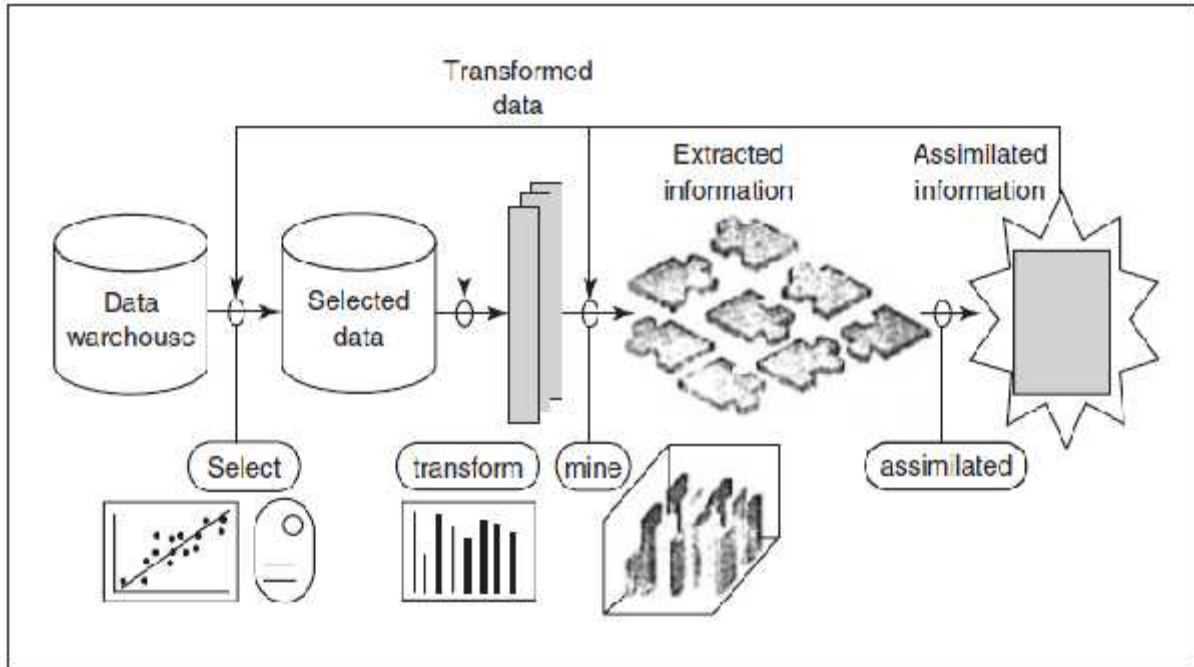 Transformed
data
Extracted
information
Assimilated
information
Data
warehouse
Selected
data
Select
transform
mine
assimilated